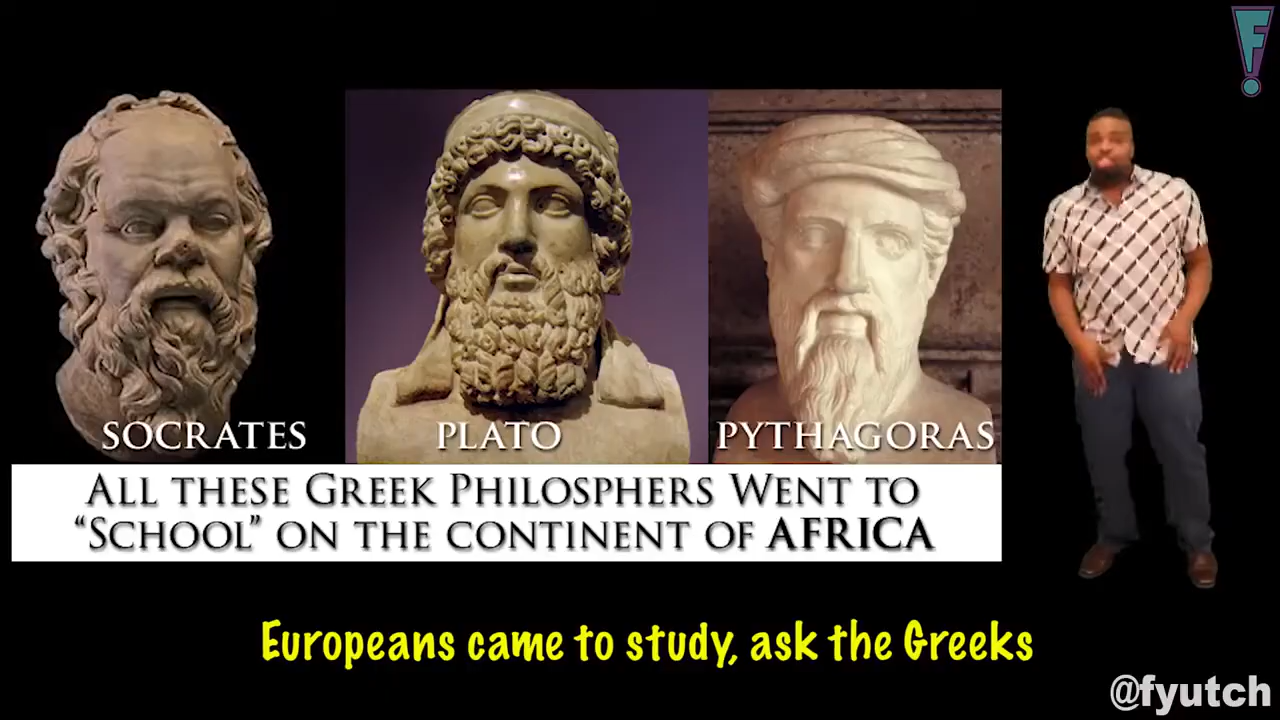 F
SOCRATES
PLATO
PYTHAGORAS
ALL THESE GREEK PHILOSPHERS WENT TO
“SCHOOL” ON THE CONTINENT OF AFRICA
Europeans came to study, ask the Greeks
@fyutch